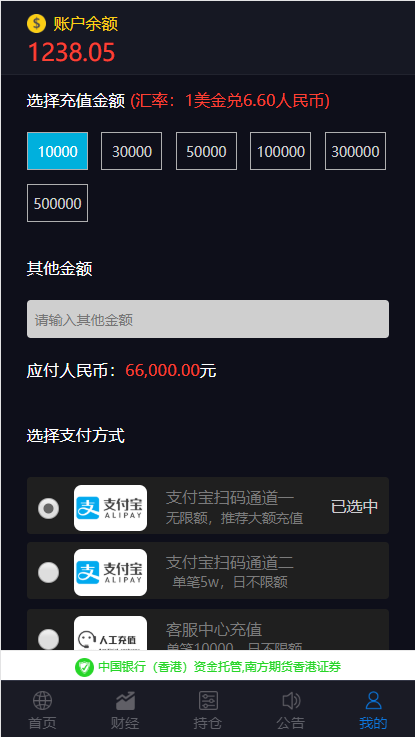 账户余额
1238.05
选择充值金额 (汇率：1美金兑6.60人民币)
10000 30000 50000 100000 300000
500000
其他金额
请输入其他金额
应付人民币：66,000.00元
选择支付方式
支付宝 ALIPAY 支付宝扫码通道一 已选中
无限额，推荐大额充值
支付宝 ALIPAY 支付宝扫码通道二
单笔5w，日不限额
人工充值 客服中心充值
单笔10000，日不限额
中国银行（香港）资金托管,南方期货香港证券
首页 财经 持仓 公告 我的